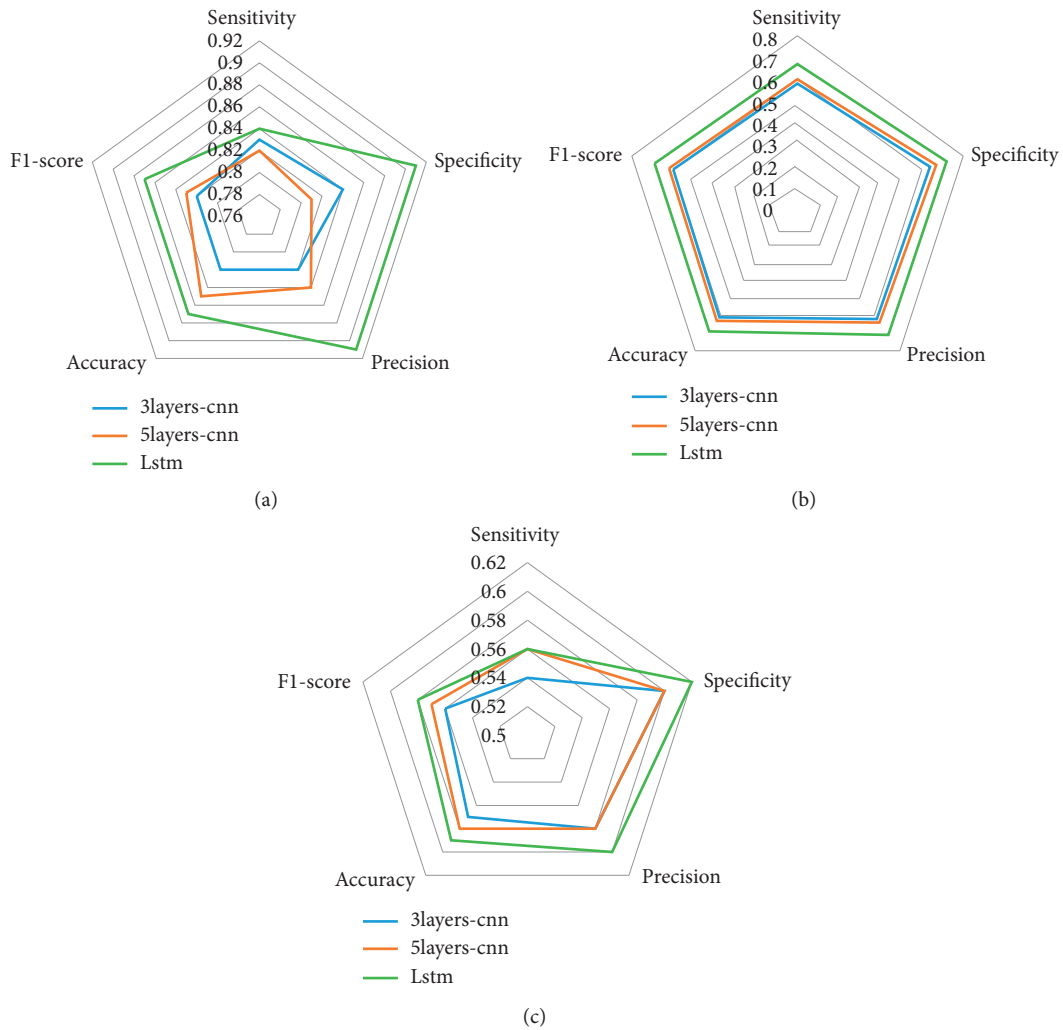 Sensitivity
0.92
0.9
0.88
0.86
0.84
0.82
0.8
0.78
0.76
F1-score
Specificity
Accuracy
Precision
3layers-cnn
5layers-cnn
Lstm
(a)
Sensitivity
0.8
0.7
0.6
0.5
0.4
0.3
0.2
0.1
0
F1-score
Specificity
Accuracy
Precision
3layers-cnn
5layers-cnn
Lstm
(b)
Sensitivity
0.62
0.6
0.58
0.56
0.54
0.52
0.5
F1-score
Specificity
Accuracy
Precision
3layers-cnn
5layers-cnn
Lstm
(c)